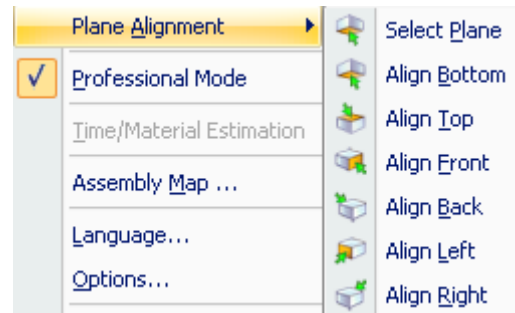 Plane Alignment
Professional Mode
Time/Material Estimation
Assembly Map ...
Language...
Options...
Select Plane
Align Bottom
Align Top
Align Front
Align Back
Align Left
Align Right